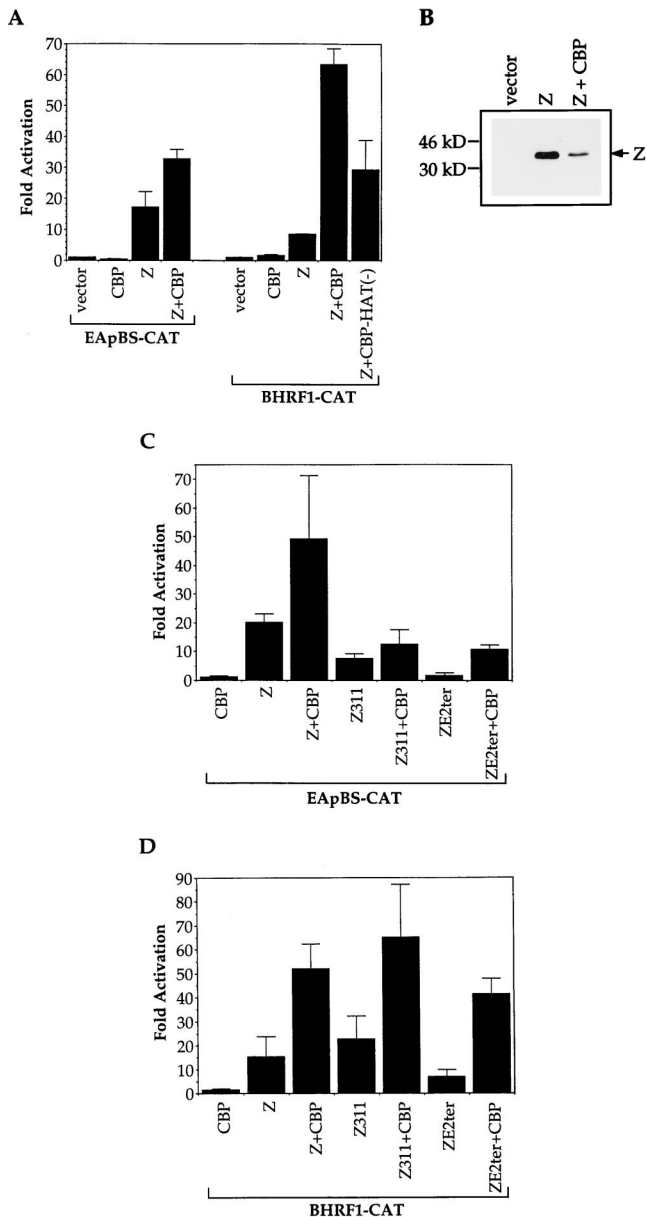 A
Fold Activation
70
60
50
40
30
20
10
0
vector
CBP
Z
Z+CBP
EApBS-CAT
vector
CBP
Z
Z+CBP
Z+CBP-HAT(-)
BHRF1-CAT
B
vector
Z
Z + CBP
46 kD
30 kD
Z
C
Fold Activation
70
60
50
40
30
20
10
0
CBP
Z
Z+CBP
Z311
Z311+CBP
ZE2ter
ZE2ter+CBP
EApBS-CAT
D
Fold Activation
90
80
70
60
50
40
30
20
10
0
CBP
Z
Z+CBP
Z311
Z311+CBP
ZE2ter
ZE2ter+CBP
BHRF1-CAT